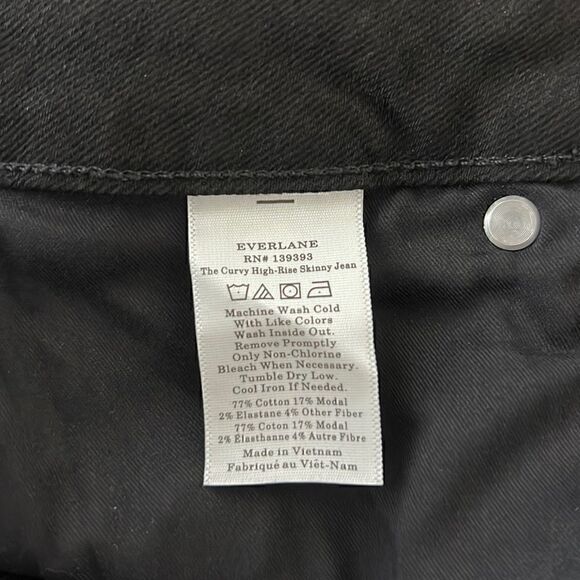 EVERLANE
RN# 139393
The Curvy High-Rise Skinny Jean
Machine Wash Cold
With Like Colors
Wash Inside Out.
Remove Promptly
Only Non-Chlorine
Bleach When Necessary.
Tumble Dry Low.
Cool Iron If Needed.
77% Cotton 17% Modal
2% Elastane 4% Other Fiber
77% Coton 17% Modal
2% Élasthanne 4% Autre Fibre
Made in Vietnam
Fabriqué au Viêt-Nam